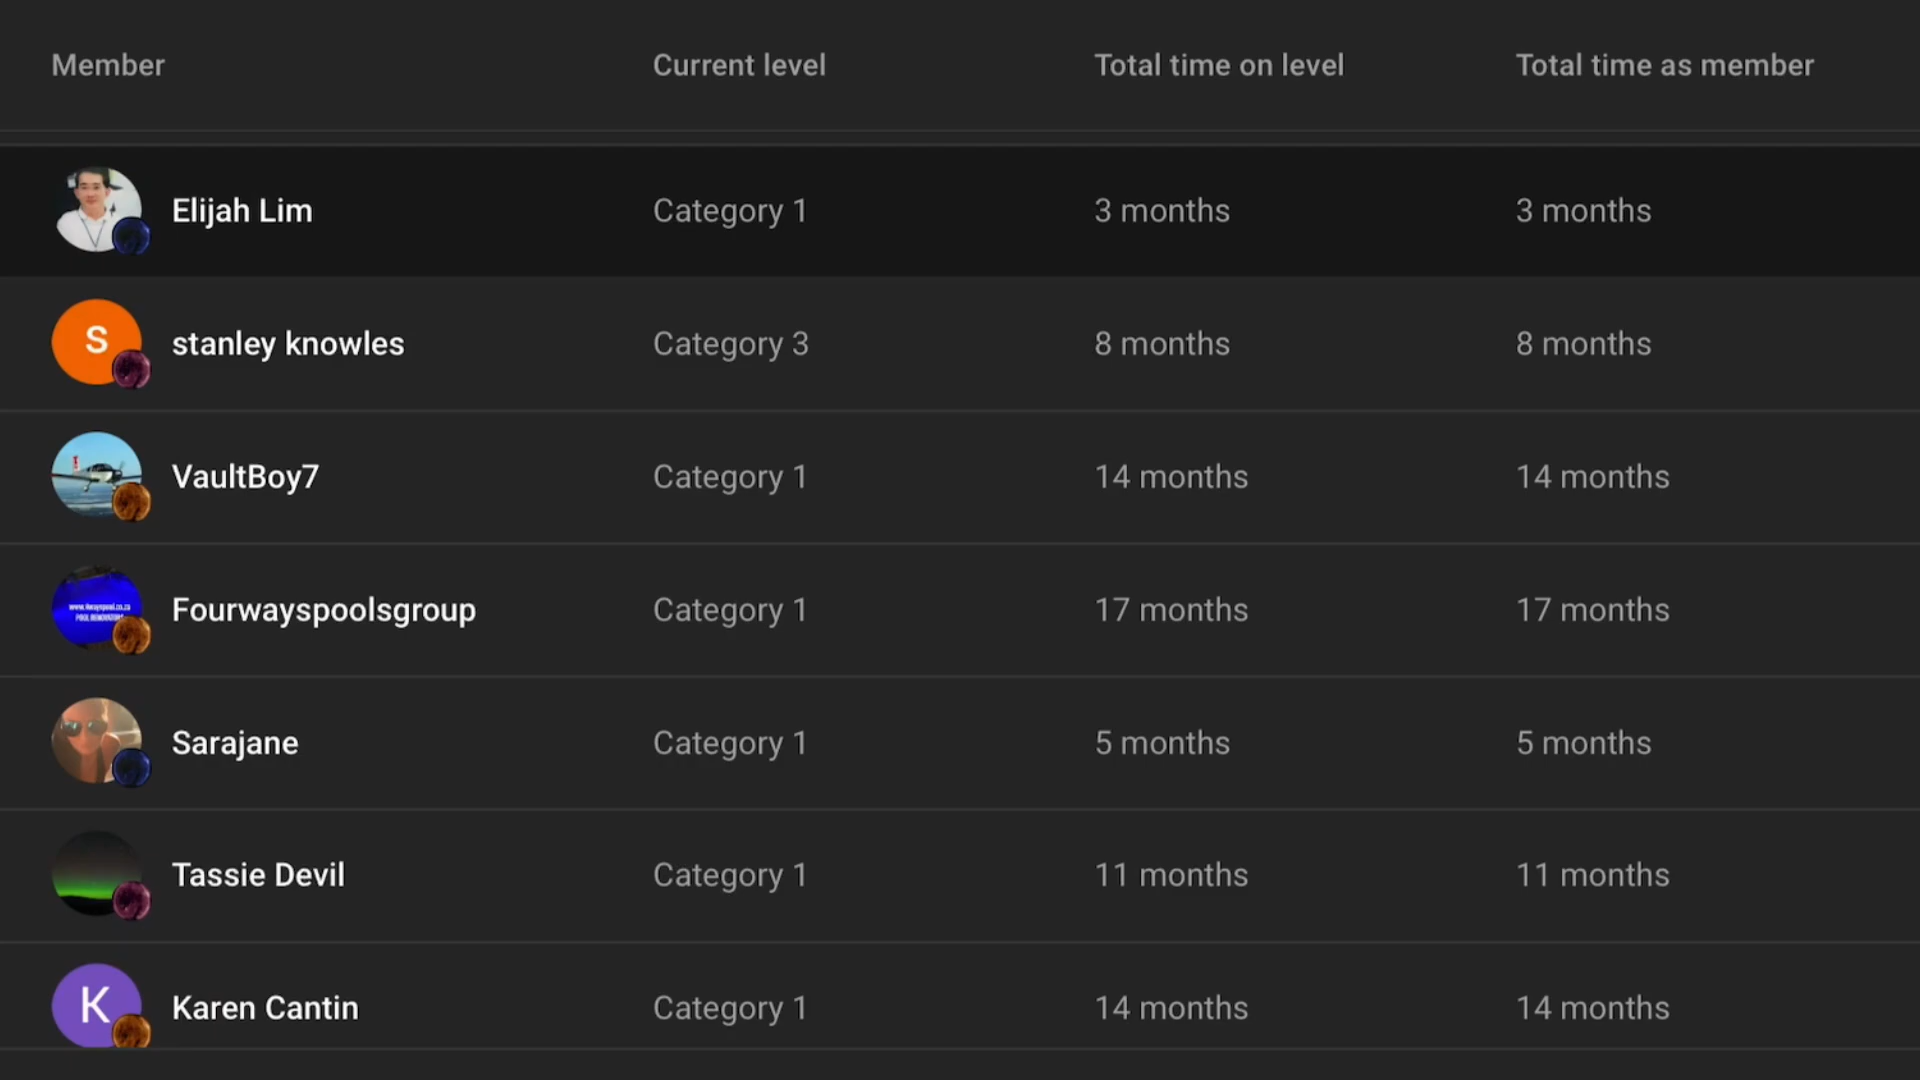 Member Current level Total time on level Total time as member
Elijah Lim Category 1 3 months 3 months
S stanley knowles Category 3 8 months 8 months
VaultBoy7 Category 1 14 months 14 months
Fourwayspoolsgroup Category 1 17 months 17 months
Sarajane Category 1 5 months 5 months
Tassie Devil Category 1 11 months 11 months
K Karen Cantin Category 1 14 months 14 months